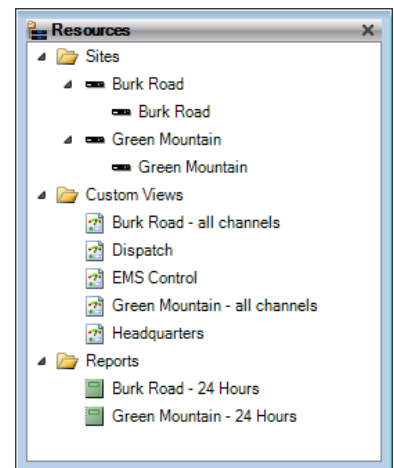 Resources
Sites
Burk Road
Burk Road
Green Mountain
Green Mountain
Custom Views
Burk Road - all channels
Dispatch
EMS Control
Green Mountain - all channels
Headquarters
Reports
Burk Road - 24 Hours
Green Mountain - 24 Hours